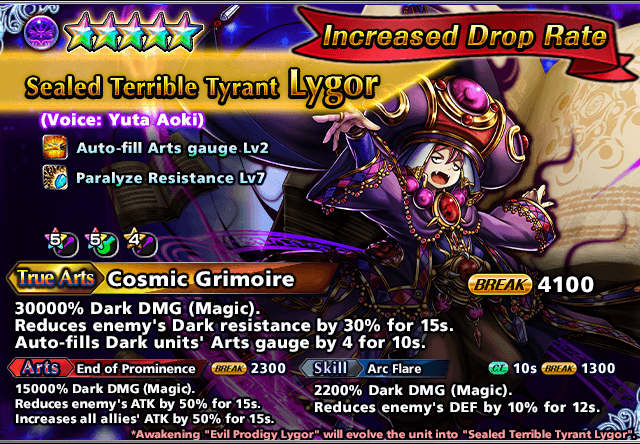 Increased Drop Rate
Sealed Terrible Tyrant Lygor
(Voice: Yuta Aoki)
Auto-fill Arts gauge Lv2
Paralyze Resistance Lv7
5 5 4
True Arts Cosmic Grimoire BREAK 4100
30000% Dark DMG (Magic).
Reduces enemy's Dark resistance by 30% for 15s.
Auto-fills Dark units' Arts gauge by 4 for 10s.
Arts End of Prominence BREAK 2300
15000% Dark DMG (Magic).
Reduces enemy's ATK by 50% for 15s.
Increases all allies' ATK by 50% for 15s.
Skill Arc Flare C.T. 10s BREAK 1300
2200% Dark DMG (Magic).
Reduces enemy's DEF by 10% for 12s.
*Awakening "Evil Prodigy Lygor" will evolve the unit into "Sealed Terrible Tyrant Lygor".